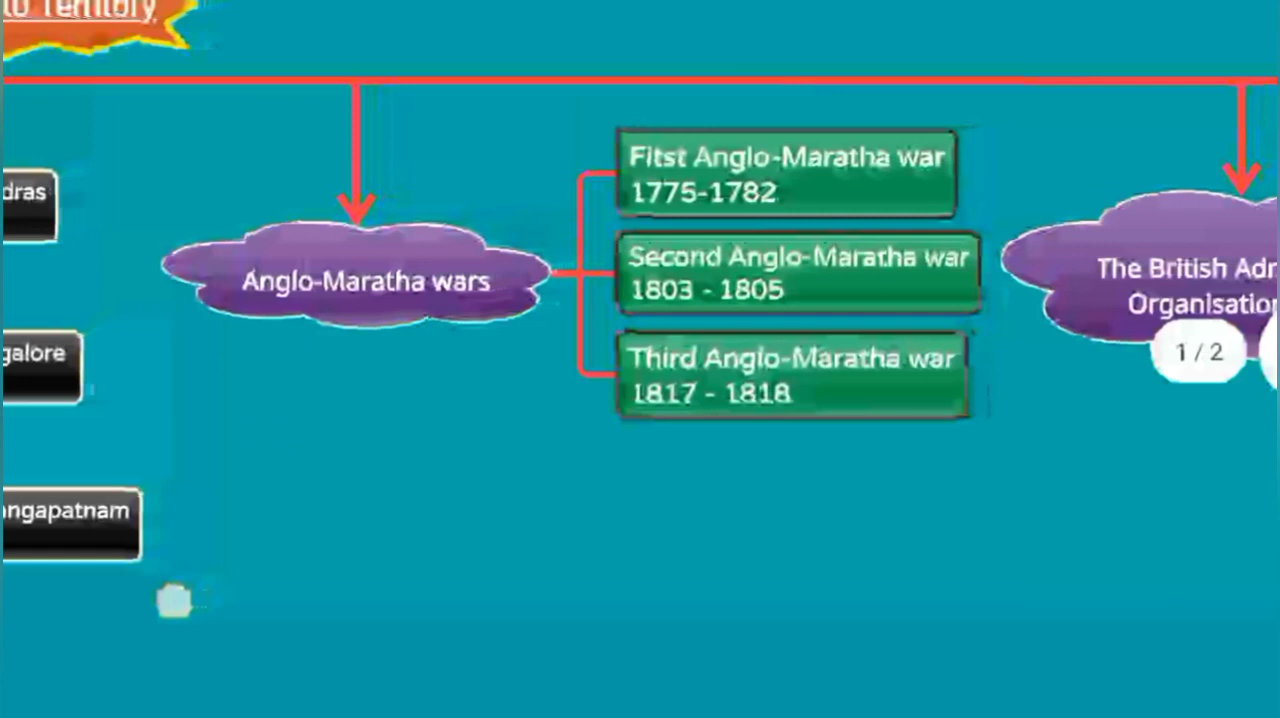 to Territory
dras
Fitst Anglo-Maratha war
1775-1782
Anglo-Maratha wars
Second Anglo-Maratha war
1803 - 1805
The British Adr
Organisation
galore
Third Anglo-Maratha war
1817 - 1818
1 / 2
ngapatnam